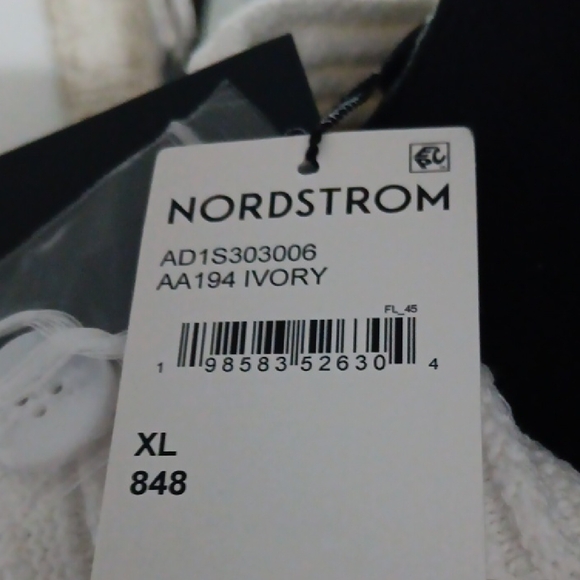 NORDSTROM
AD1S303006
AA194 IVORY
FL_45
1 98583 52630 4
XL
848